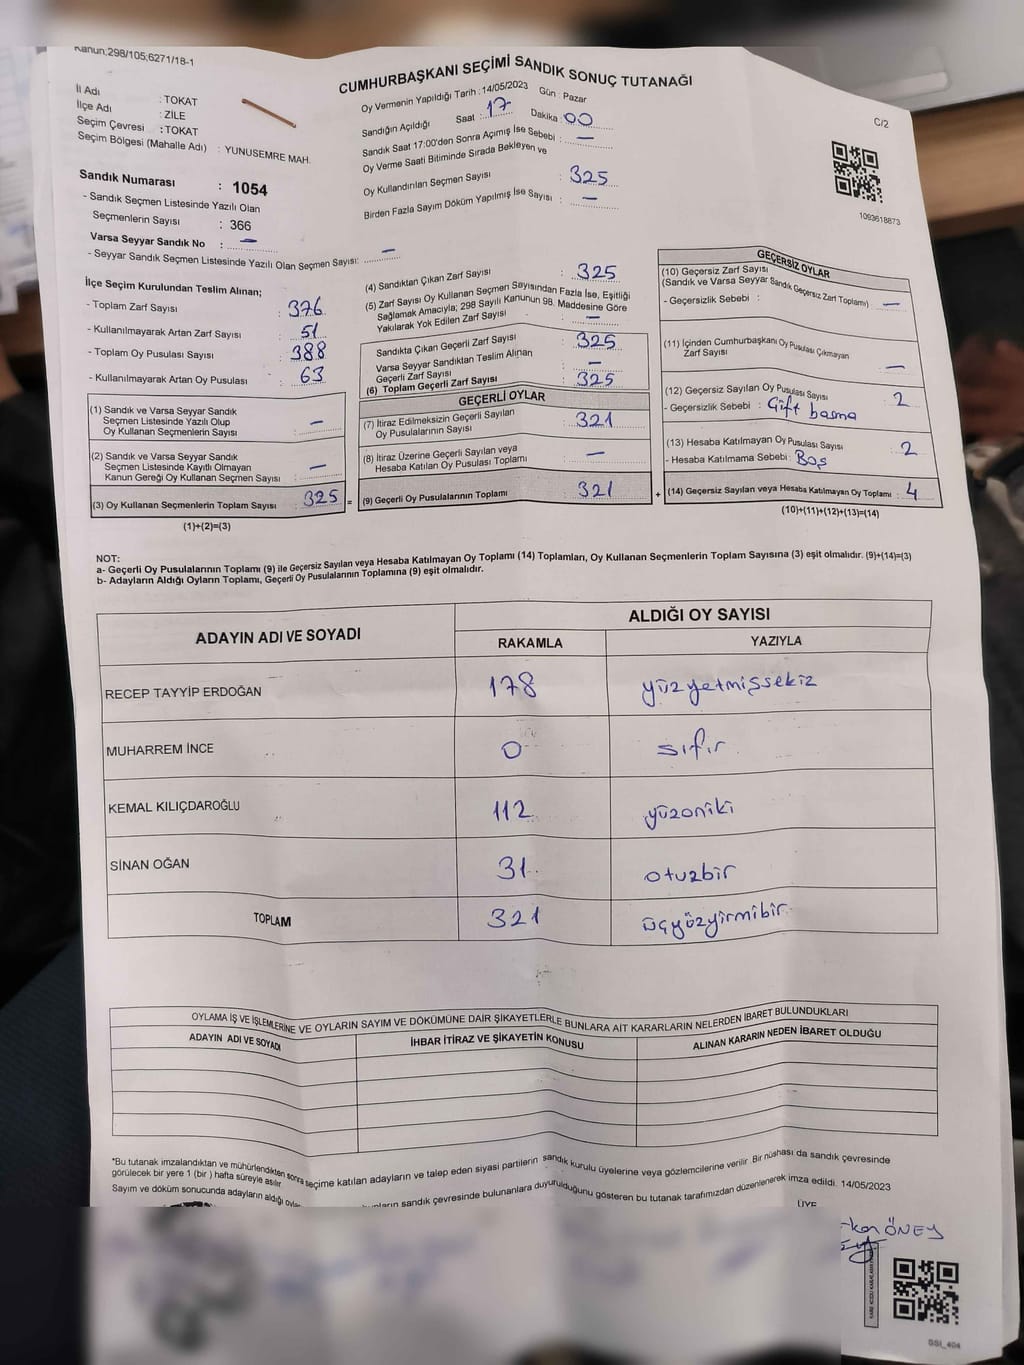 Kanun:298/105;6271/18-1
CUMHURBAŞKANI SEÇİMİ SANDIK SONUÇ TUTANAĞI
C/2
İl Adı : TOKAT
İlçe Adı : ZİLE
Seçim Çevresi : TOKAT
Seçim Bölgesi (Mahalle Adı) : YUNUSEMRE MAH.
Sandık Numarası : 1054
- Sandık Seçmen Listesinde Yazılı Olan
Seçmenlerin Sayısı : 366
Varsa Seyyar Sandık No : —
- Seyyar Sandık Seçmen Listesinde Yazılı Olan Seçmen Sayısı: —
Oy Vermenin Yapıldığı Tarih : 14/05/2023 Gün : Pazar
Sandığın Açıldığı Saat : 17 Dakika : 00
Sandık Saat 17:00'den Sonra Açımış İse Sebebi : —
Oy Verme Saati Bitiminde Sırada Bekleyen ve
Oy Kullandırılan Seçmen Sayısı : 325
Birden Fazla Sayım Döküm Yapılmış İse Sayısı : —
1093618673
İlçe Seçim Kurulundan Teslim Alınan;
- Toplam Zarf Sayısı : 376
- Kullanılmayarak Artan Zarf Sayısı : 51
- Toplam Oy Pusulası Sayısı : 388
- Kullanılmayarak Artan Oy Pusulası : 63
(1) Sandık ve Varsa Seyyar Sandık
Seçmen Listesinde Yazılı Olup
Oy Kullanan Seçmenlerin Sayısı : —
(2) Sandık ve Varsa Seyyar Sandık
Seçmen Listesinde Kayıtlı Olmayan
Kanun Gereği Oy Kullanan Seçmen Sayısı : —
(3) Oy Kullanan Seçmenlerin Toplam Sayısı : 325 =
(1)+(2)=(3)
(4) Sandıktan Çıkan Zarf Sayısı : 325
(5) Zarf Sayısı Oy Kullanan Seçmen Sayısından Fazla İse, Eşitliği
Sağlamak Amacıyla; 298 Sayılı Kanunun 98. Maddesine Göre
Yakılarak Yok Edilen Zarf Sayısı : —
Sandıkta Çıkan Geçerli Zarf Sayısı : 325
Varsa Seyyar Sandıktan Teslim Alınan
Geçerli Zarf Sayısı : —
(6) Toplam Geçerli Zarf Sayısı : 325
GEÇERLİ OYLAR
(7) İtiraz Edilmeksizin Geçerli Sayılan
Oy Pusulalarının Sayısı : 321
(8) İtiraz Üzerine Geçerli Sayılan veya
Hesaba Katılan Oy Pusulası Toplamı : —
(9) Geçerli Oy Pusulalarının Toplamı : 321 +
GEÇERSİZ OYLAR
(10) Geçersiz Zarf Sayısı
(Sandık ve Varsa Seyyar Sandık Geçersiz Zarf Toplamı) : —
- Geçersizlik Sebebi :
(11) İçinden Cumhurbaşkanı Oy Pusulası Çıkmayan
Zarf Sayısı : —
(12) Geçersiz Sayılan Oy Pusulası Sayısı : 2
- Geçersizlik Sebebi : Çift basma
(13) Hesaba Katılmayan Oy Pusulası Sayısı : 2
- Hesaba Katılmama Sebebi : Boş
(14) Geçersiz Sayılan veya Hesaba Katılmayan Oy Toplamı : 4
(10)+(11)+(12)+(13)=(14)
NOT:
a- Geçerli Oy Pusulalarının Toplamı (9) ile Geçersiz Sayılan veya Hesaba Katılmayan Oy Toplamı (14) Toplamları, Oy Kullanan Seçmenlerin Toplam Sayısına (3) eşit olmalıdır. (9)+(14)=(3)
b- Adayların Aldığı Oyların Toplamı, Geçerli Oy Pusulalarının Toplamına (9) eşit olmalıdır.
ADAYIN ADI VE SOYADI ALDIĞI OY SAYISI
RAKAMLA YAZIYLA
RECEP TAYYİP ERDOĞAN 178 yüzyetmişsekiz
MUHARREM İNCE 0 sıfır
KEMAL KILIÇDAROĞLU 112 yüzoniki
SİNAN OĞAN 31 otuzbir
TOPLAM 321 üçyüzyirmibir
OYLAMA İŞ VE İŞLEMLERİNE VE OYLARIN SAYIM VE DÖKÜMÜNE DAİR ŞİKAYETLERLE BUNLARA AİT KARARLARIN NELERDEN İBARET BULUNDUKLARI
ADAYIN ADI VE SOYADI İHBAR İTİRAZ VE ŞİKAYETİN KONUSU ALINAN KARARIN NEDEN İBARET OLDUĞU
*Bu tutanak imzalandıktan ve mühürlendikten sonra seçime katılan adayların ve talep eden siyasi partilerin sandık kurulu üyelerine veya gözlemcilerine verilir. Bir nüshası da sandık çevresinde
görülecek bir yere 1 (bir ) hafta süreyle asılır.
Sayım ve döküm sonucunda adayların aldığı oyların sandık çevresinde bulunanlara duyurulduğunu gösteren bu tutanak tarafımızdan düzenlenerek imza edildi. 14/05/2023
ÜYE
ÖNEY
SSI_404